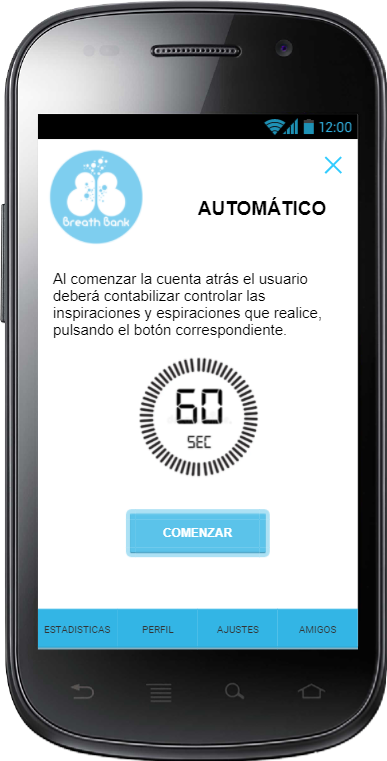 12:00
Breath Bank
AUTOMÁTICO
Al comenzar la cuenta atrás el usuario
deberá contabilizar controlar las
inspiraciones y espiraciones que realice,
pulsando el botón correspondiente.
60
SEC
COMENZAR
ESTADISTICAS PERFIL AJUSTES AMIGOS